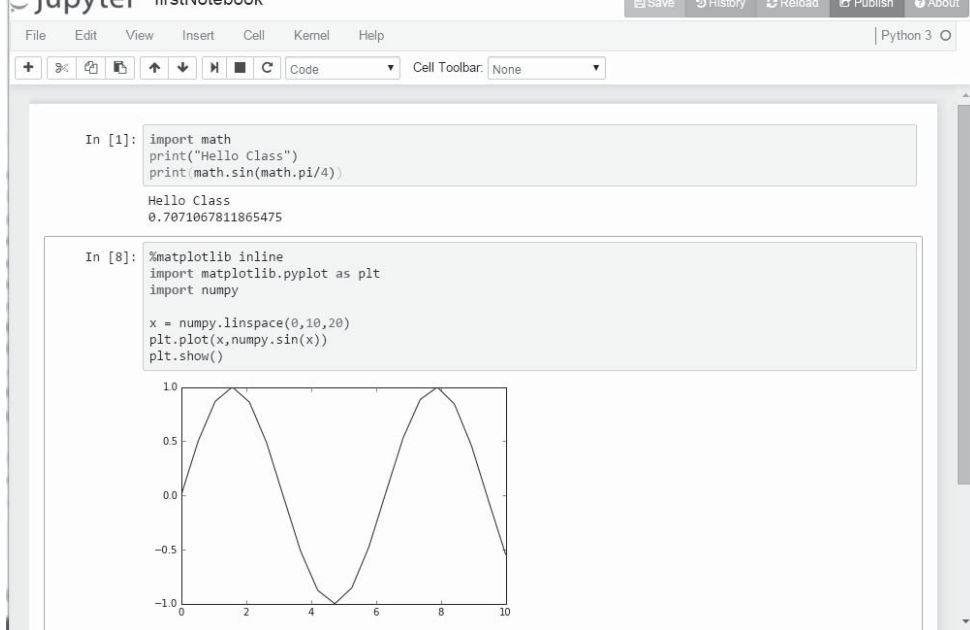 jupyter firstNotebook
Save History Reload Publish About
File Edit View Insert Cell Kernel Help Python 3
Code Cell Toolbar: None
In [1]: import math
print("Hello Class")
print(math.sin(math.pi/4))
Hello Class
0.7071067811865475
In [8]: %matplotlib inline
import matplotlib.pyplot as plt
import numpy
x = numpy.linspace(0,10,20)
plt.plot(x,numpy.sin(x))
plt.show()
1.0
0.5
0.0
−0.5
−1.0
0 2 4 6 8 10